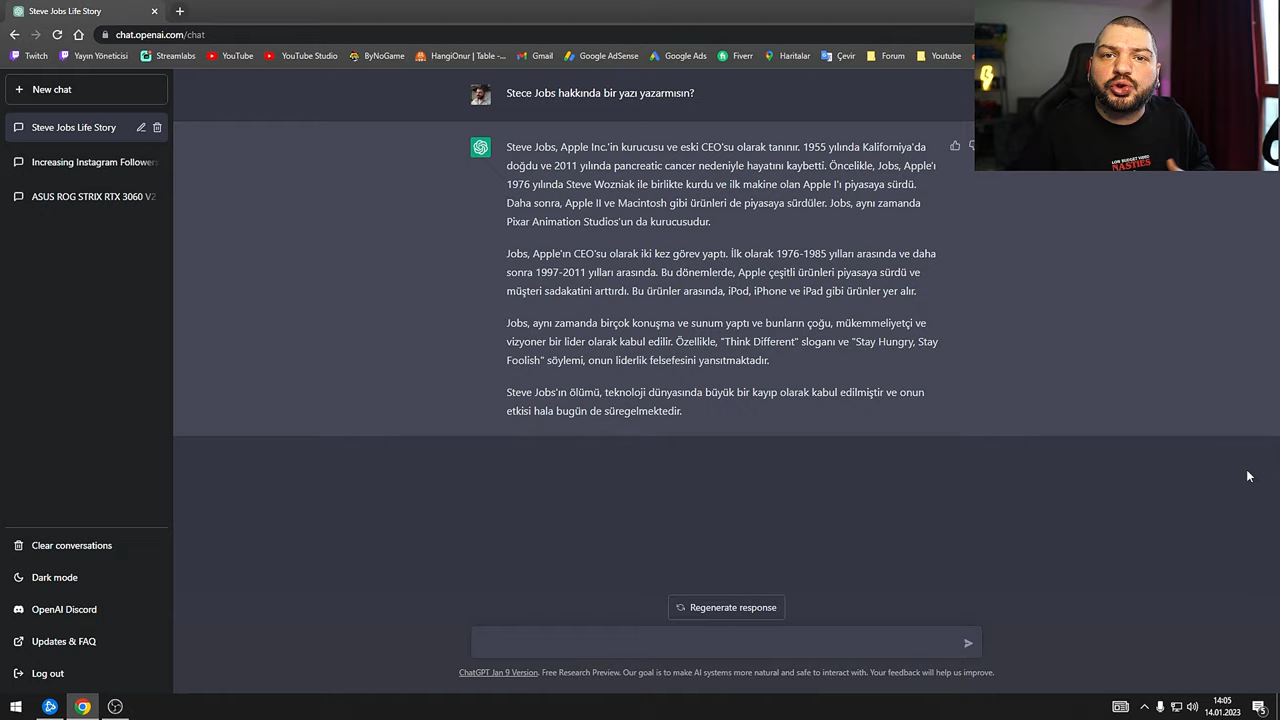 Steve Jobs Life Story
chat.openai.com/chat
Twitch
Yayın Yöneticisi
Streamlabs
YouTube
YouTube Studio
ByNoGame
HangiOnur | Table -...
Gmail
Google AdSense
Google Ads
Fiverr
Haritalar
Çevir
Forum
Youtube
New chat
Steve Jobs Life Story
Increasing Instagram Followers
ASUS ROG STRIX RTX 3060 V2
Stece Jobs hakkında bir yazı yazarmısın?
Steve Jobs, Apple Inc.'in kurucusu ve eski CEO'su olarak tanınır. 1955 yılında Kaliforniya'da
doğdu ve 2011 yılında pancreatic cancer nedeniyle hayatını kaybetti. Öncelikle, Jobs, Apple'ı
1976 yılında Steve Wozniak ile birlikte kurdu ve ilk makine olan Apple I'ı piyasaya sürdü.
Daha sonra, Apple II ve Macintosh gibi ürünleri de piyasaya sürdüler. Jobs, aynı zamanda
Pixar Animation Studios'un da kurucusudur.
Jobs, Apple'ın CEO'su olarak iki kez görev yaptı. İlk olarak 1976-1985 yılları arasında ve daha
sonra 1997-2011 yılları arasında. Bu dönemlerde, Apple çeşitli ürünleri piyasaya sürdü ve
müşteri sadakatini arttırdı. Bu ürünler arasında, iPod, iPhone ve iPad gibi ürünler yer alır.
Jobs, aynı zamanda birçok konuşma ve sunum yaptı ve bunların çoğu, mükemmeliyetçi ve
vizyoner bir lider olarak kabul edilir. Özellikle, "Think Different" sloganı ve "Stay Hungry, Stay
Foolish" söylemi, onun liderlik felsefesini yansıtmaktadır.
Steve Jobs'ın ölümü, teknoloji dünyasında büyük bir kayıp olarak kabul edilmiştir ve onun
etkisi hala bugün de süregelmektedir.
LOW BUDGET VIDEO
NASTIES
Clear conversations
Dark mode
OpenAI Discord
Updates & FAQ
Log out
Regenerate response
ChatGPT Jan 9 Version. Free Research Preview. Our goal is to make AI systems more natural and safe to interact with. Your feedback will help us improve.
14:05
14.01.2023
5